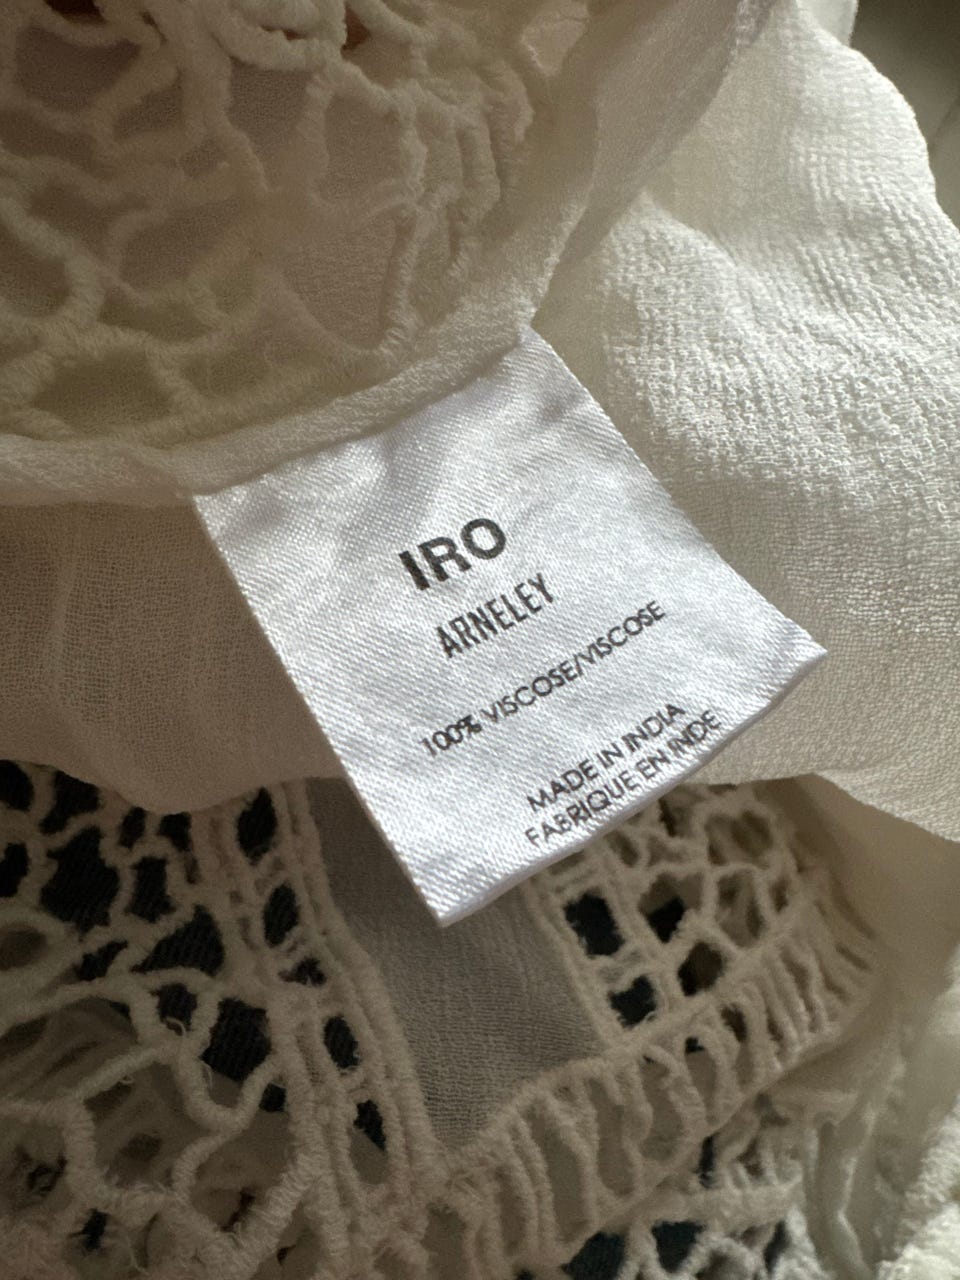 IRO
ARNELEY
100% VISCOSE/VISCOSE
MADE IN INDIA
FABRIQUE EN INDE